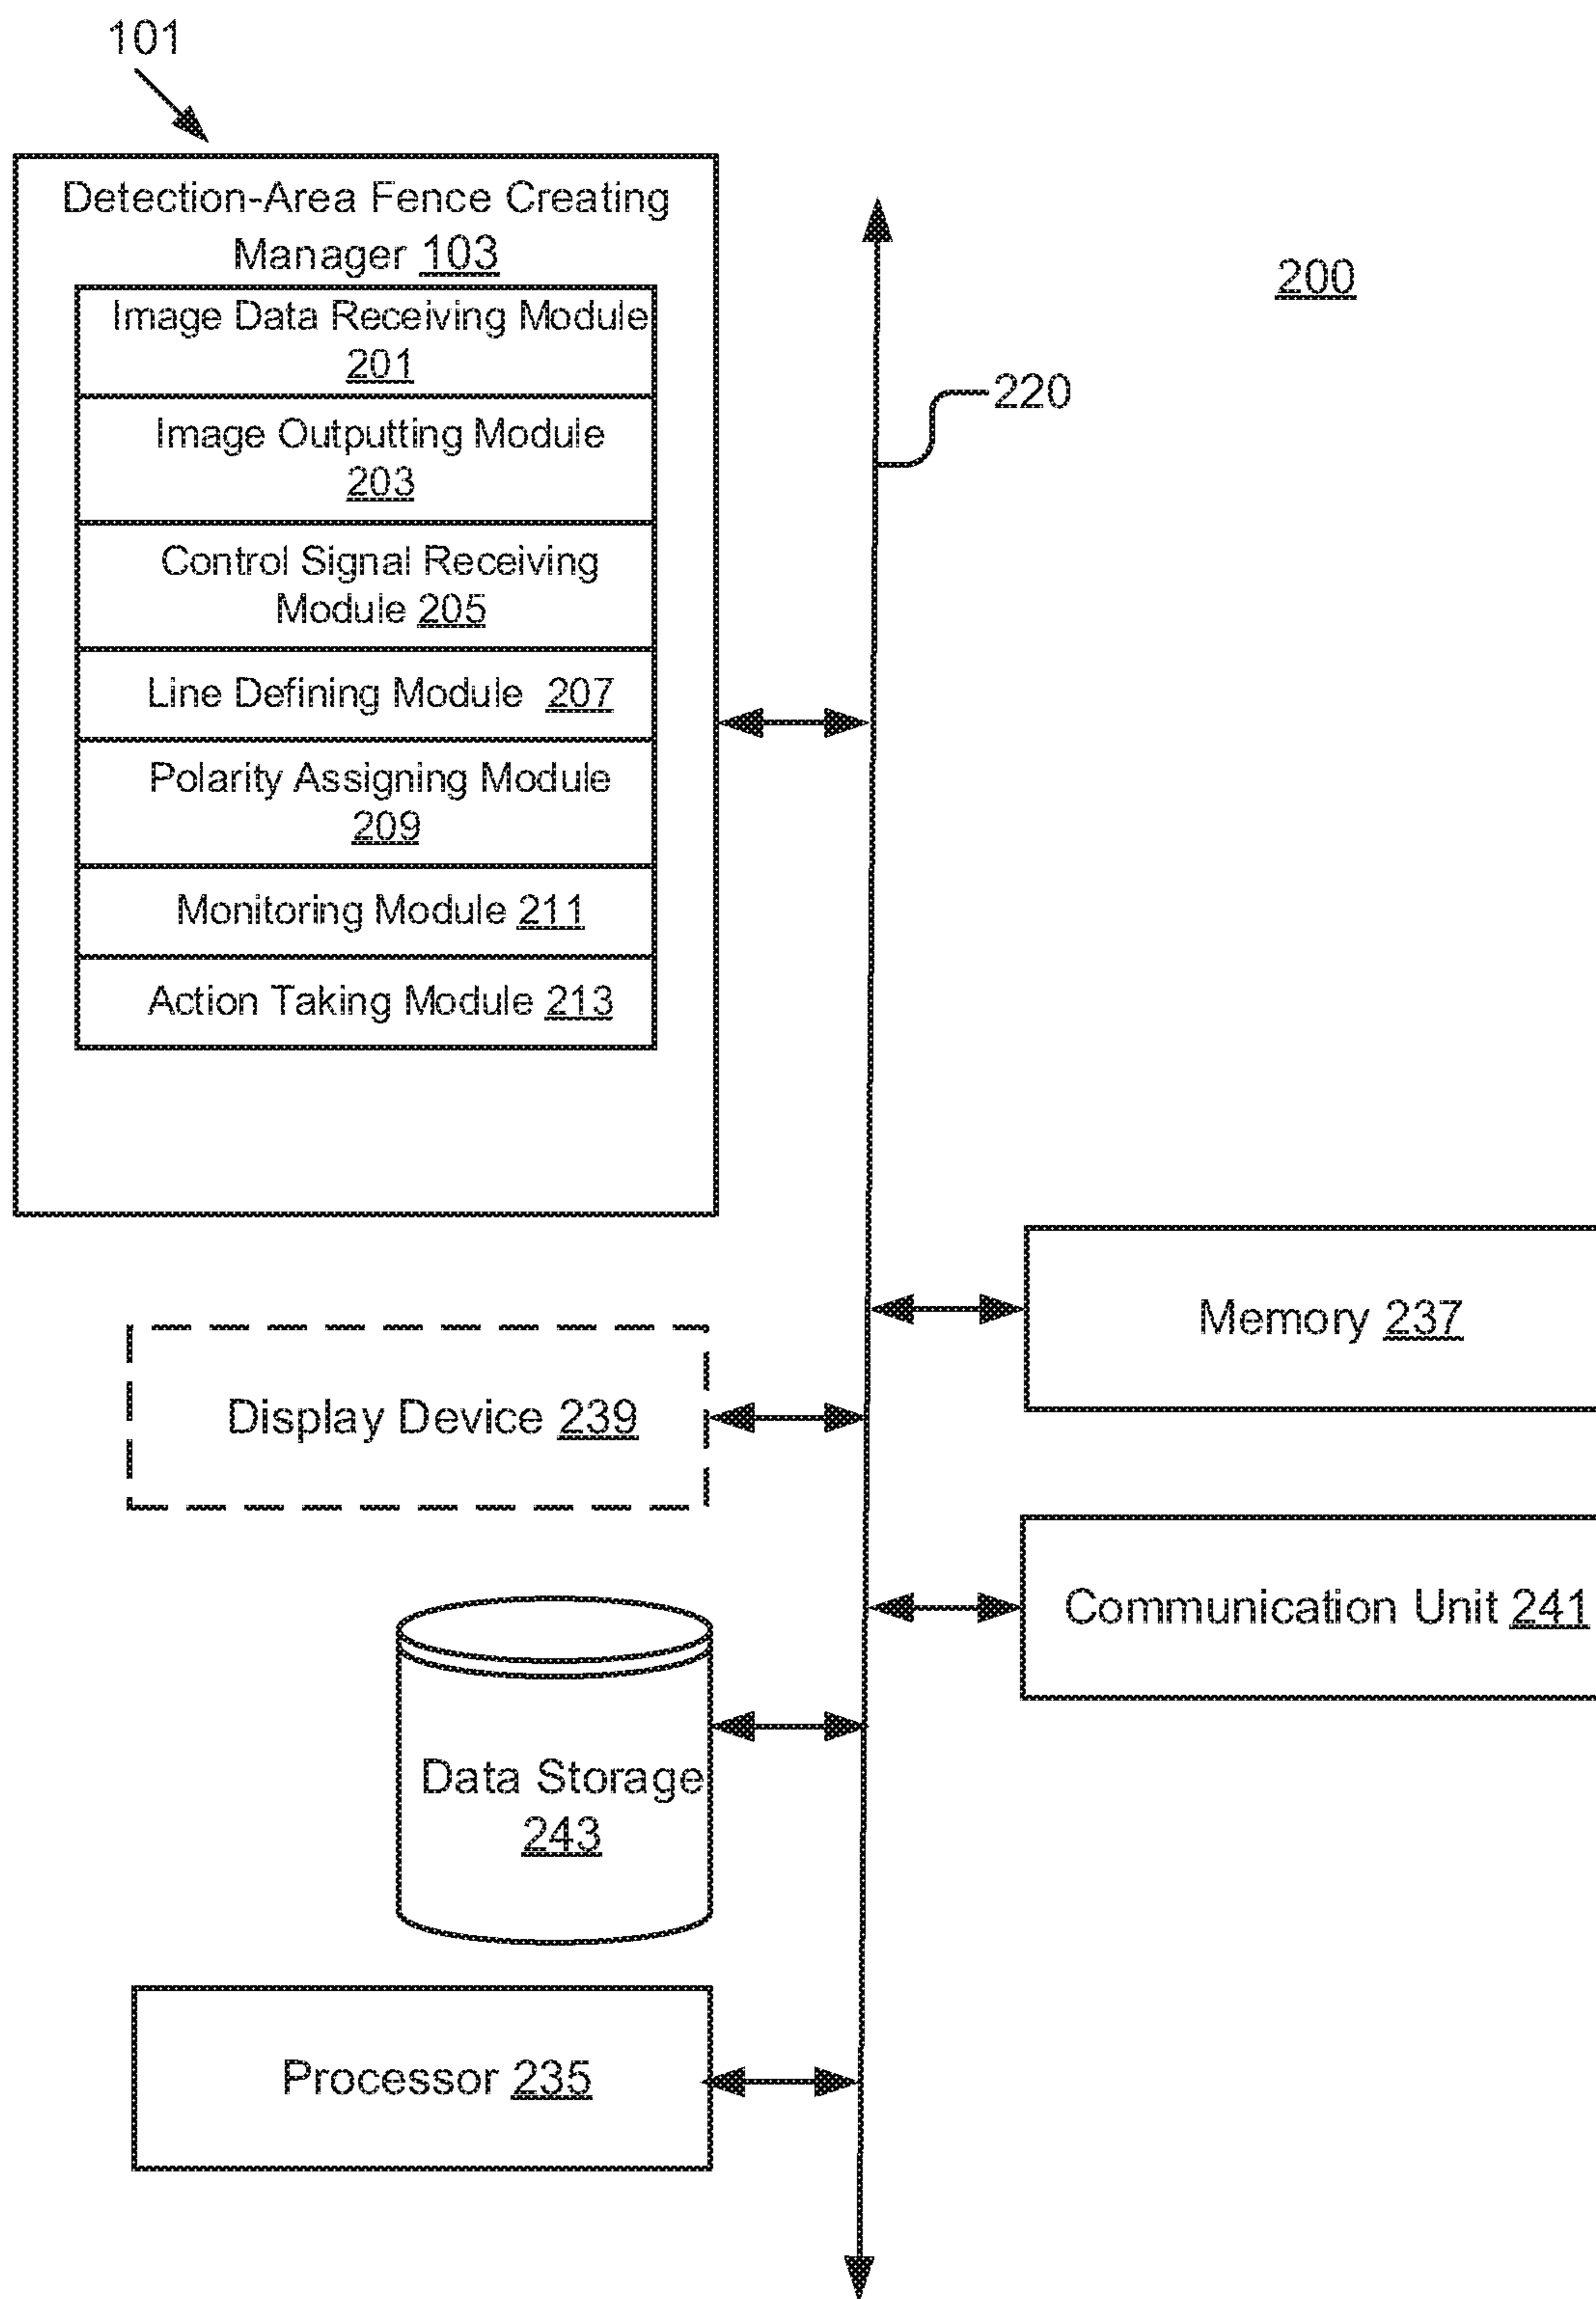 101
Detection-Area Fence Creating
Manager 103
Image Data Receiving Module
201
Image Outputting Module
203
Control Signal Receiving
Module 205
Line Defining Module 207
Polarity Assigning Module
209
Monitoring Module 211
Action Taking Module 213
200
220
Memory 237
Display Device 239
Communication Unit 241
Data Storage
243
Processor 235